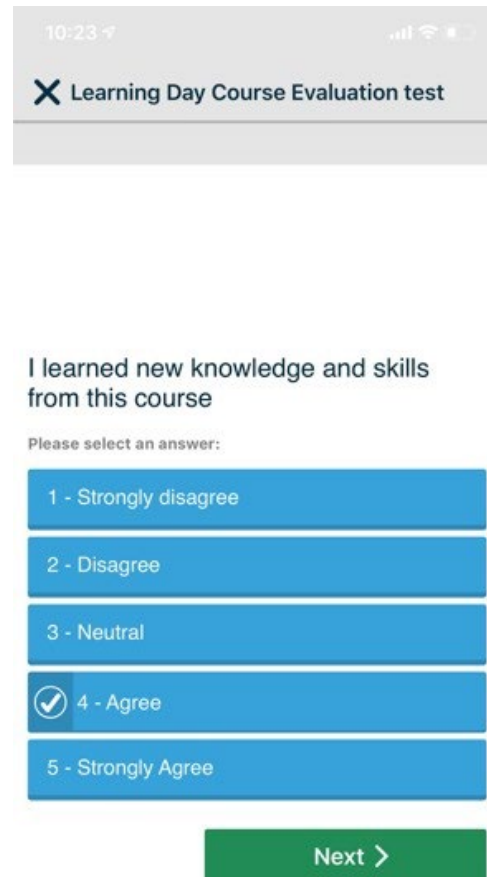 10:23
Learning Day Course Evaluation test
I learned new knowledge and skills
from this course
Please select an answer:
1 - Strongly disagree
2 - Disagree
3 - Neutral
4 - Agree
5 - Strongly Agree
Next